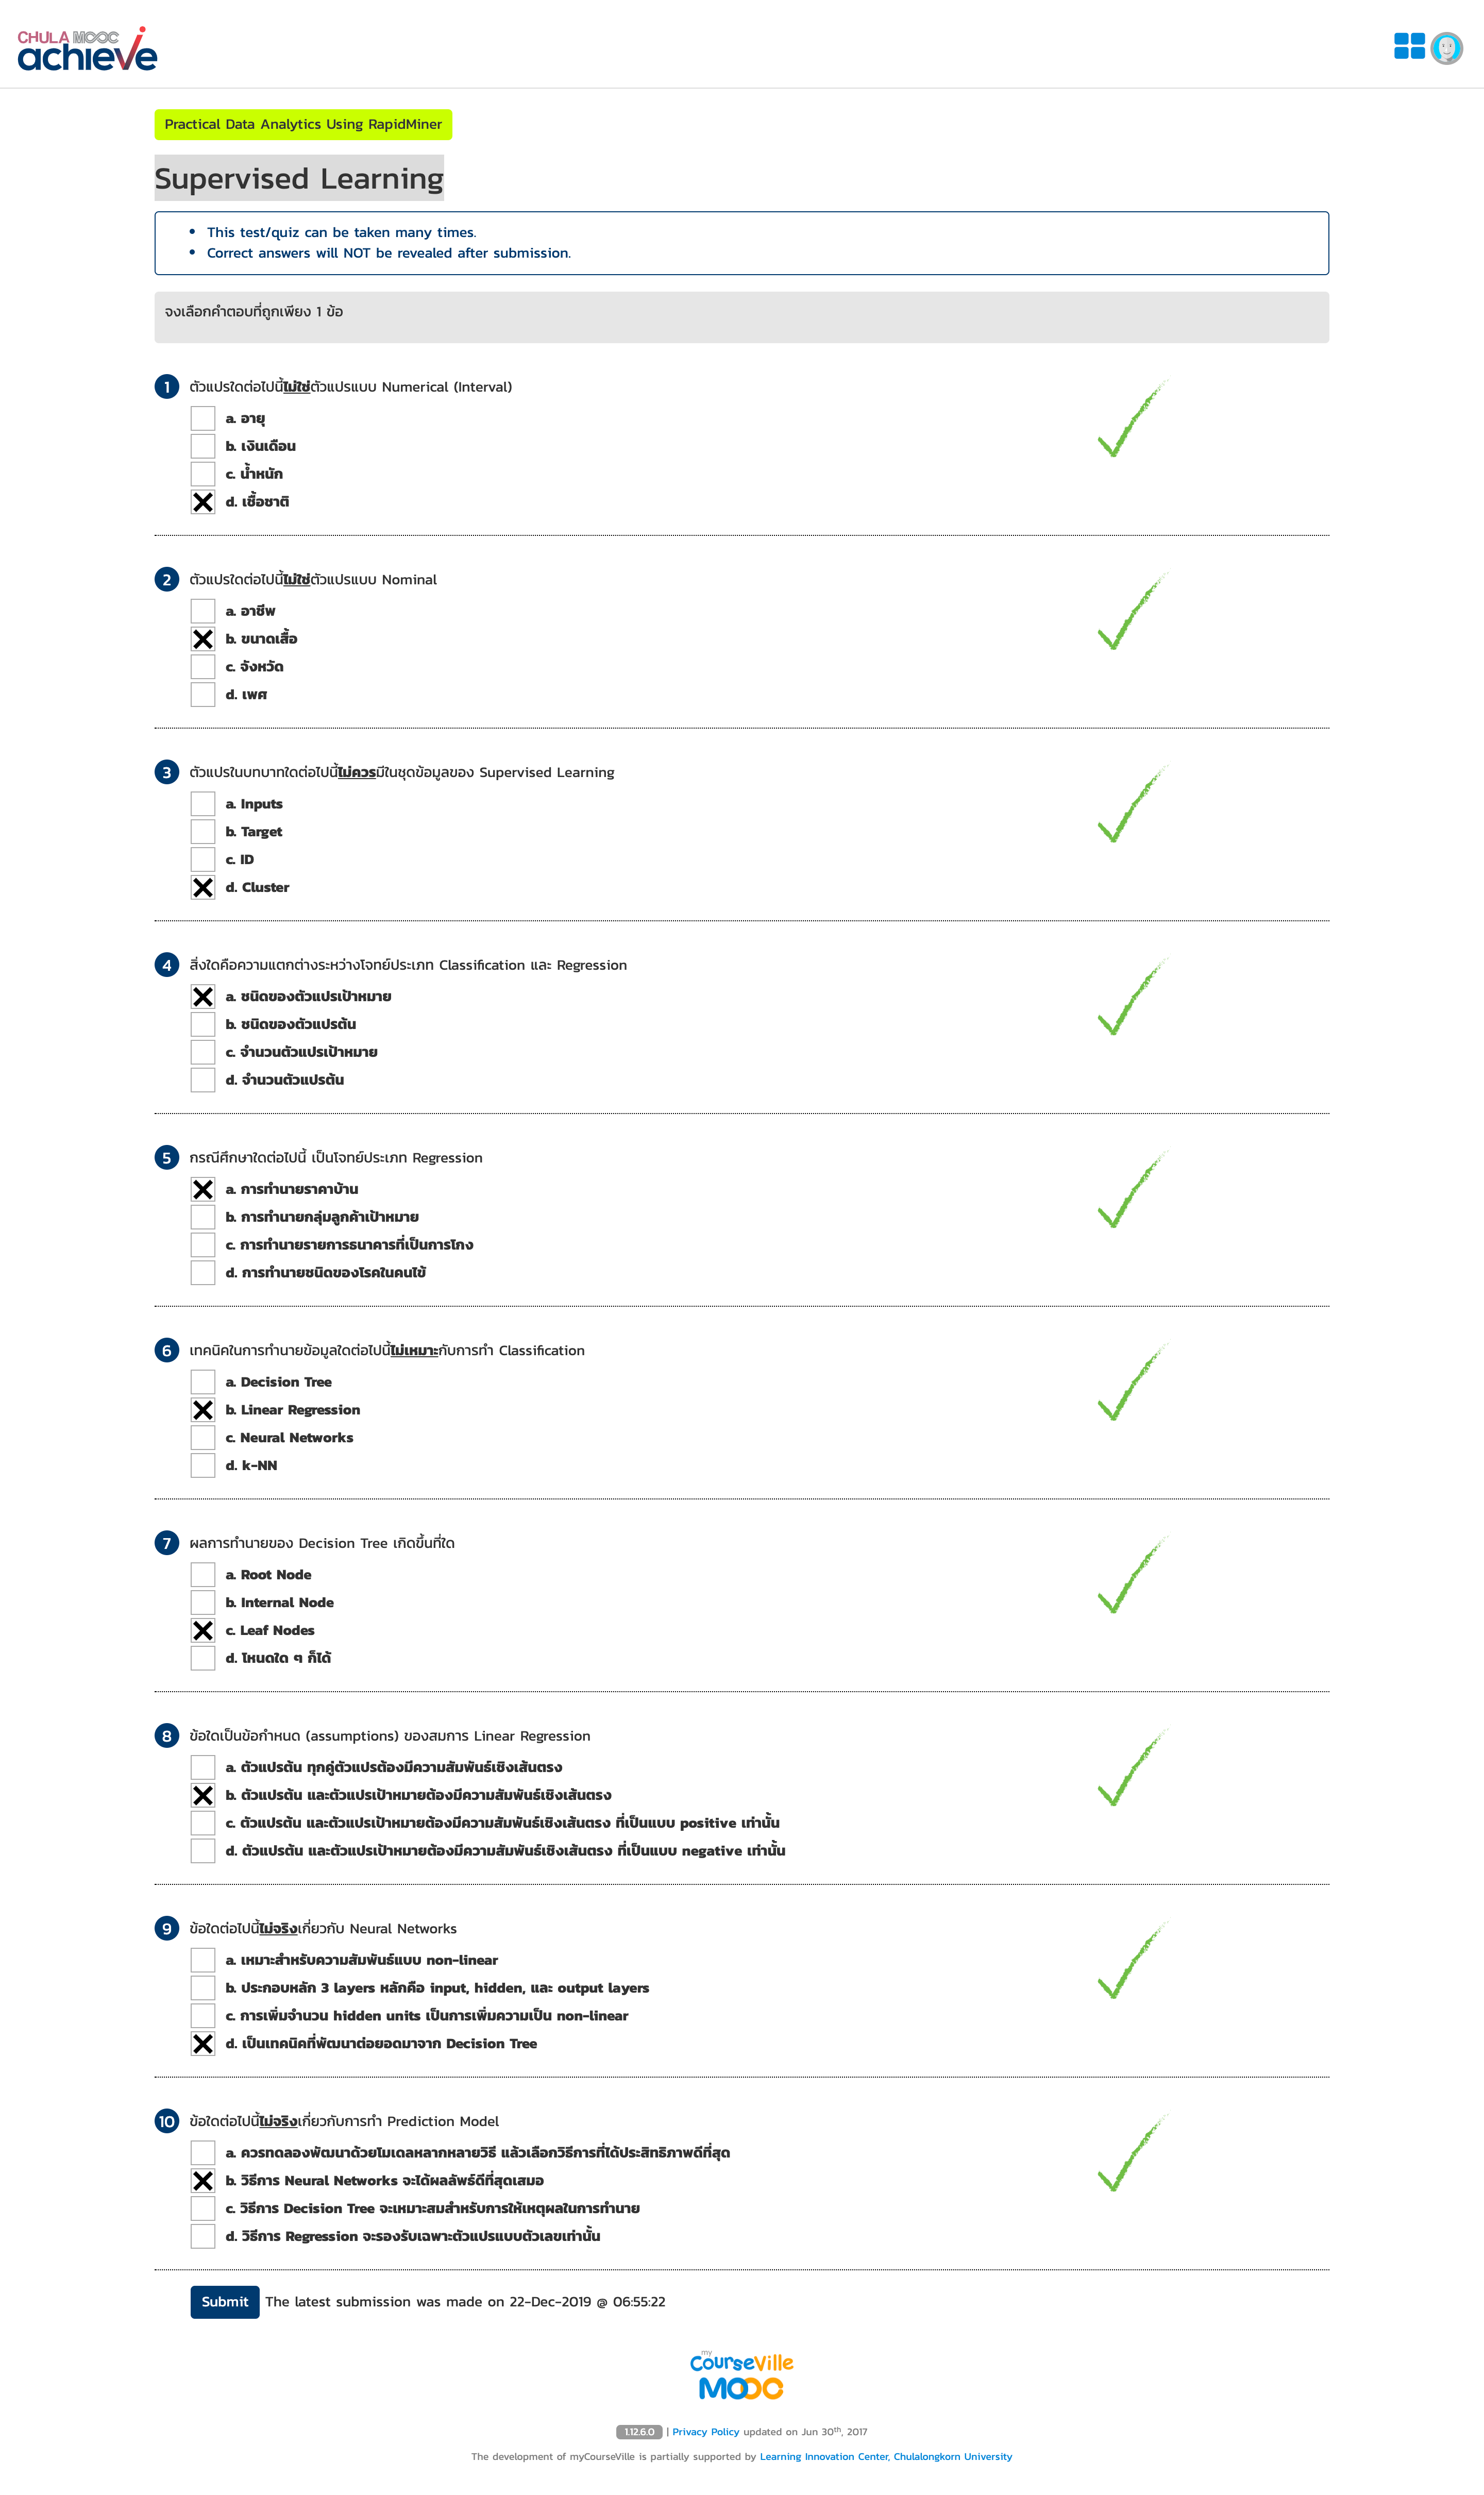 CHULA MOOC
achieve
Practical Data Analytics Using RapidMiner
Supervised Learning
• This test/quiz can be taken many times.
• Correct answers will NOT be revealed after submission.
จงเลือกคำตอบที่ถูกเพียง 1 ข้อ
1 ตัวแปรใดต่อไปนี้ไม่ใช่ตัวแปรแบบ Numerical (Interval)
a. อายุ
b. เงินเดือน
c. น้ำหนัก
d. เชื้อชาติ
2 ตัวแปรใดต่อไปนี้ไม่ใช่ตัวแปรแบบ Nominal
a. อาชีพ
b. ขนาดเสื้อ
c. จังหวัด
d. เพศ
3 ตัวแปรในบทบาทใดต่อไปนี้ไม่ควรมีในชุดข้อมูลของ Supervised Learning
a. Inputs
b. Target
c. ID
d. Cluster
4 สิ่งใดคือความแตกต่างระหว่างโจทย์ประเภท Classification และ Regression
a. ชนิดของตัวแปรเป้าหมาย
b. ชนิดของตัวแปรต้น
c. จำนวนตัวแปรเป้าหมาย
d. จำนวนตัวแปรต้น
5 กรณีศึกษาใดต่อไปนี้ เป็นโจทย์ประเภท Regression
a. การทำนายราคาบ้าน
b. การทำนายกลุ่มลูกค้าเป้าหมาย
c. การทำนายรายการธนาคารที่เป็นการโกง
d. การทำนายชนิดของโรคในคนไข้
6 เทคนิคในการทำนายข้อมูลใดต่อไปนี้ไม่เหมาะกับการทำ Classification
a. Decision Tree
b. Linear Regression
c. Neural Networks
d. k-NN
7 ผลการทำนายของ Decision Tree เกิดขึ้นที่ใด
a. Root Node
b. Internal Node
c. Leaf Nodes
d. โหนดใด ๆ ก็ได้
8 ข้อใดเป็นข้อกำหนด (assumptions) ของสมการ Linear Regression
a. ตัวแปรต้น ทุกคู่ตัวแปรต้องมีความสัมพันธ์เชิงเส้นตรง
b. ตัวแปรต้น และตัวแปรเป้าหมายต้องมีความสัมพันธ์เชิงเส้นตรง
c. ตัวแปรต้น และตัวแปรเป้าหมายต้องมีความสัมพันธ์เชิงเส้นตรง ที่เป็นแบบ positive เท่านั้น
d. ตัวแปรต้น และตัวแปรเป้าหมายต้องมีความสัมพันธ์เชิงเส้นตรง ที่เป็นแบบ negative เท่านั้น
9 ข้อใดต่อไปนี้ไม่จริงเกี่ยวกับ Neural Networks
a. เหมาะสำหรับความสัมพันธ์แบบ non-linear
b. ประกอบหลัก 3 layers หลักคือ input, hidden, และ output layers
c. การเพิ่มจำนวน hidden units เป็นการเพิ่มความเป็น non-linear
d. เป็นเทคนิคที่พัฒนาต่อยอดมาจาก Decision Tree
10 ข้อใดต่อไปนี้ไม่จริงเกี่ยวกับการทำ Prediction Model
a. ควรทดลองพัฒนาด้วยโมเดลหลากหลายวิธี แล้วเลือกวิธีการที่ได้ประสิทธิภาพดีที่สุด
b. วิธีการ Neural Networks จะได้ผลลัพธ์ดีที่สุดเสมอ
c. วิธีการ Decision Tree จะเหมาะสมสำหรับการให้เหตุผลในการทำนาย
d. วิธีการ Regression จะรองรับเฉพาะตัวแปรแบบตัวเลขเท่านั้น
Submit The latest submission was made on 22-Dec-2019 @ 06:55:22
my
CourseVille
MOOC
1.12.6.0 | Privacy Policy updated on Jun 30th, 2017
The development of myCourseVille is partially supported by Learning Innovation Center, Chulalongkorn University